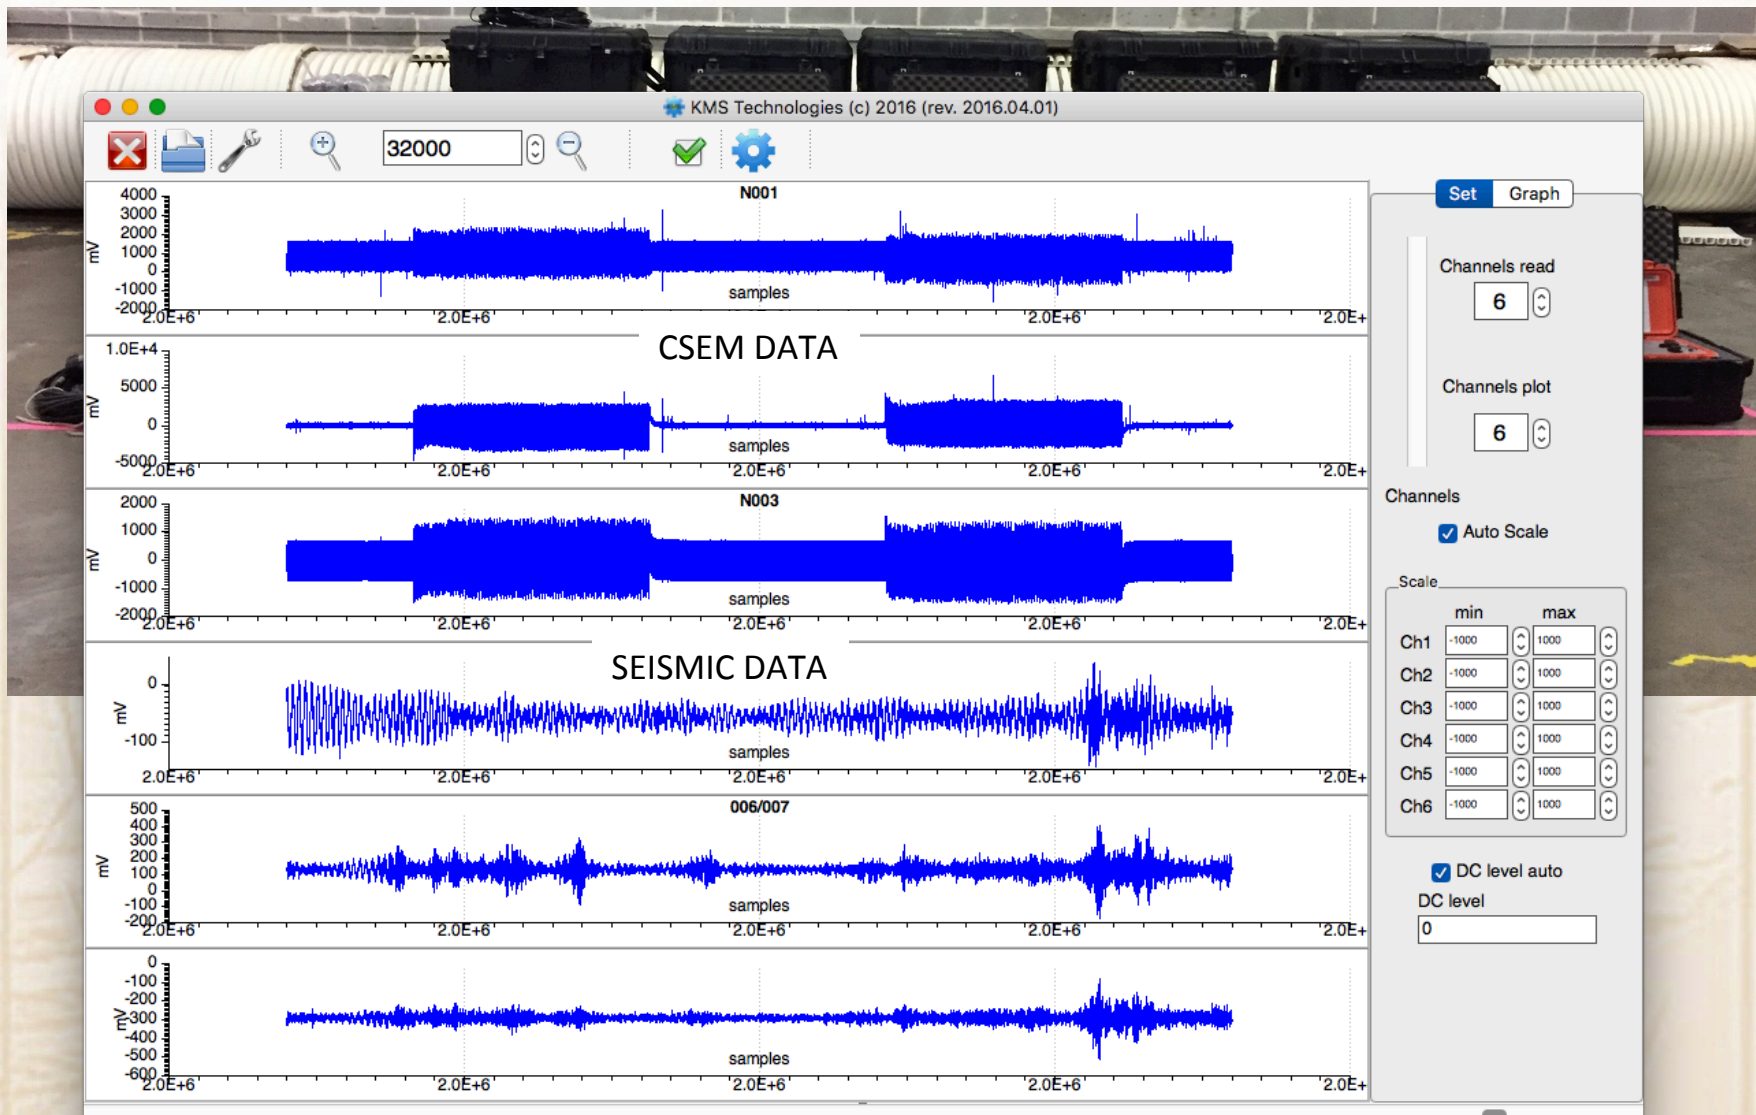 KMS Technologies (c) 2016 (rev. 2016.04.01)
32000
Set Graph
N001
4000
3000
2000
1000
0
-1000
-2000
mV
samples
2.0E+6 2.0E+6 2.0E+6 2.0E+6 2.0E+
CSEM DATA
1.0E+4
5000
0
-5000
mV
samples
2.0E+6 2.0E+6 2.0E+6 2.0E+6 2.0E+
N003
2000
1000
0
-1000
-2000
mV
samples
2.0E+6 2.0E+6 2.0E+6 2.0E+6 2.0E+
SEISMIC DATA
0
-100
mV
samples
2.0E+6 2.0E+6 2.0E+6 2.0E+6 2.0E+
006/007
500
400
300
200
100
0
-100
-200
mV
samples
2.0E+6 2.0E+6 2.0E+6 2.0E+6 2.0E+
0
-100
-200
-300
-400
-500
-600
mV
samples
2.0E+6 2.0E+6 2.0E+6 2.0E+6 2.0E+
Channels read
6
Channels plot
6
Channels
Auto Scale
Scale
min max
Ch1 -1000 1000
Ch2 -1000 1000
Ch3 -1000 1000
Ch4 -1000 1000
Ch5 -1000 1000
Ch6 -1000 1000
DC level auto
DC level
0